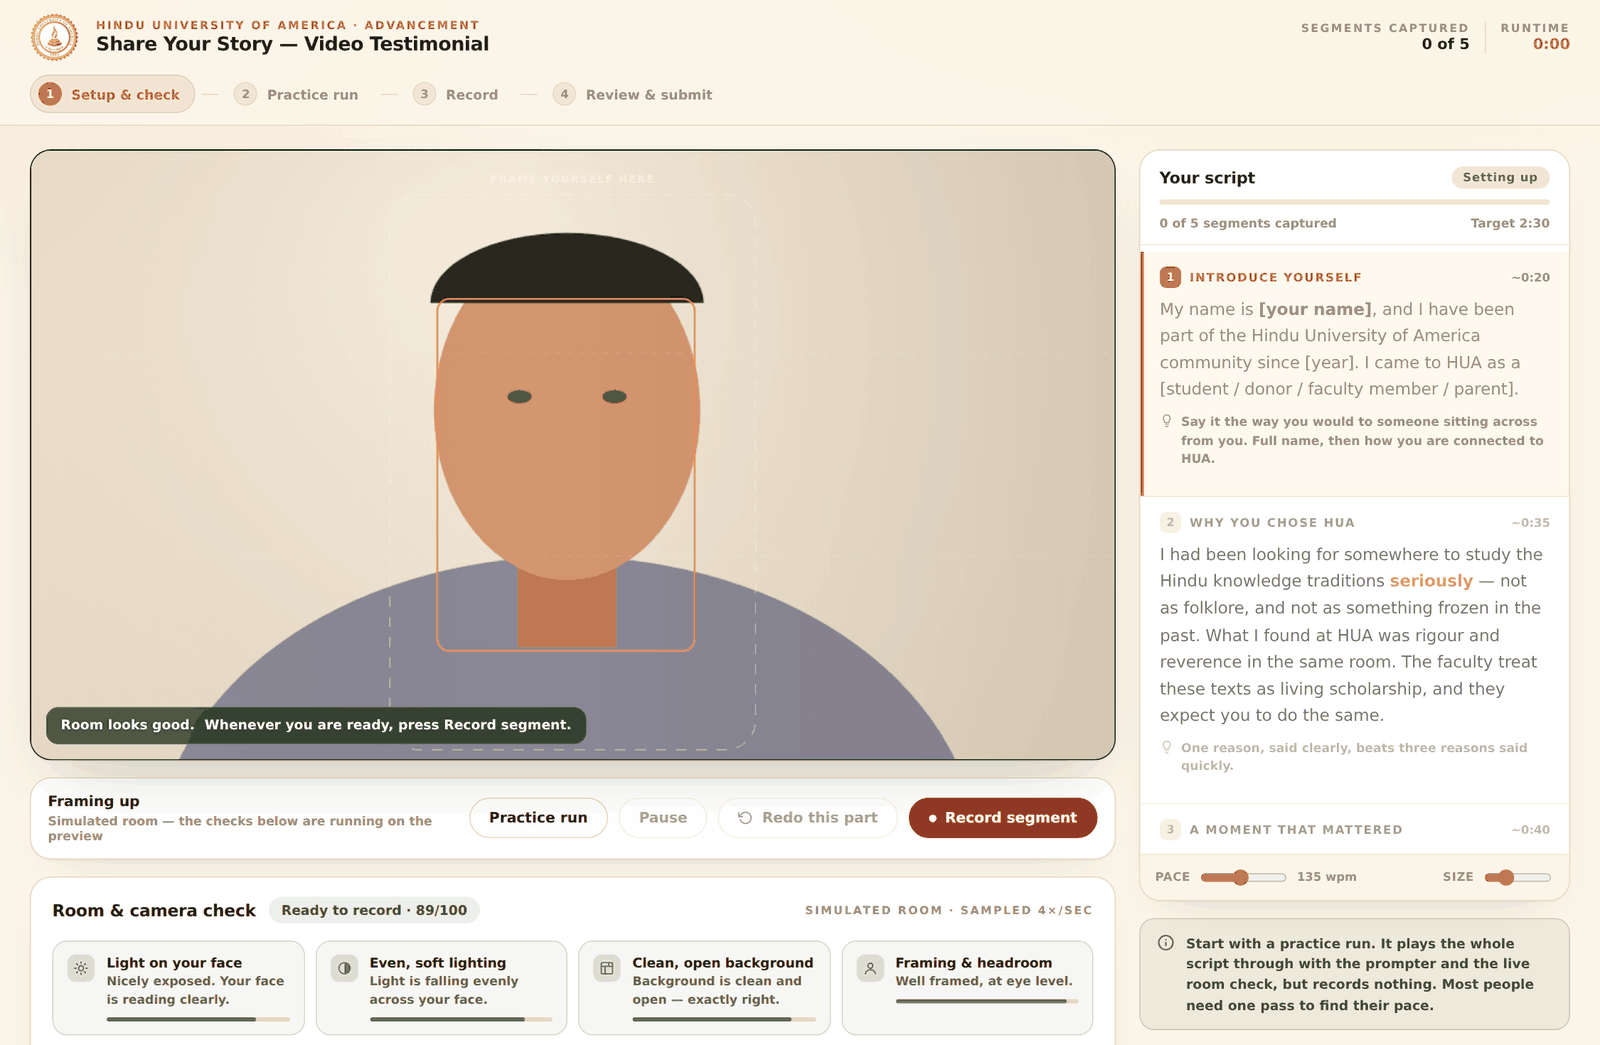 HINDU UNIVERSITY OF AMERICA · ADVANCEMENT
Share Your Story — Video Testimonial
SEGMENTS CAPTURED
0 of 5
RUNTIME
0:00
1 Setup & check
2 Practice run
3 Record
4 Review & submit
FRAME YOURSELF HERE
Room looks good. Whenever you are ready, press Record segment.
Framing up
Simulated room — the checks below are running on the
preview
Practice run
Pause
Redo this part
Record segment
Room & camera check
Ready to record · 89/100
SIMULATED ROOM · SAMPLED 4×/SEC
Light on your face
Nicely exposed. Your face
is reading clearly.
Even, soft lighting
Light is falling evenly
across your face.
Clean, open background
Background is clean and
open — exactly right.
Framing & headroom
Well framed, at eye level.
Your script
Setting up
0 of 5 segments captured
Target 2:30
1 INTRODUCE YOURSELF ~0:20
My name is [your name], and I have been
part of the Hindu University of America
community since [year]. I came to HUA as a
[student / donor / faculty member / parent].
Say it the way you would to someone sitting across
from you. Full name, then how you are connected to
HUA.
2 WHY YOU CHOSE HUA ~0:35
I had been looking for somewhere to study the
Hindu knowledge traditions seriously — not
as folklore, and not as something frozen in the
past. What I found at HUA was rigour and
reverence in the same room. The faculty treat
these texts as living scholarship, and they
expect you to do the same.
One reason, said clearly, beats three reasons said
quickly.
3 A MOMENT THAT MATTERED ~0:40
PACE 135 wpm SIZE
Start with a practice run. It plays the whole
script through with the prompter and the live
room check, but records nothing. Most people
need one pass to find their pace.